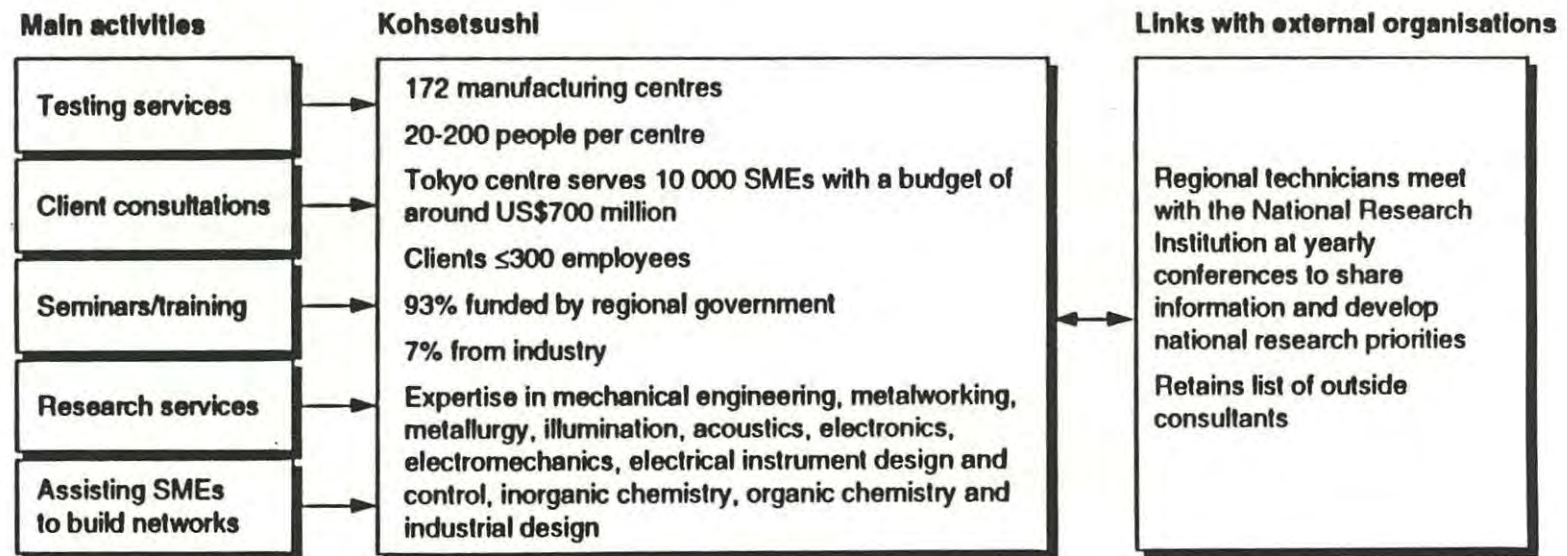 Main activities
Testing services
Client consultations
Seminars/training
Research services
Assisting SMEs
to build networks
Kohsetsushi
172 manufacturing centres
20-200 people per centre
Tokyo centre serves 10 000 SMEs with a budget of
around US$700 million
Clients ≤300 employees
93% funded by regional government
7% from industry
Expertise in mechanical engineering, metalworking,
metallurgy, illumination, acoustics, electronics,
electromechanics, electrical instrument design and
control, inorganic chemistry, organic chemistry and
industrial design
Links with external organisations
Regional technicians meet
with the National Research
Institution at yearly
conferences to share
information and develop
national research priorities
Retains list of outside
consultants